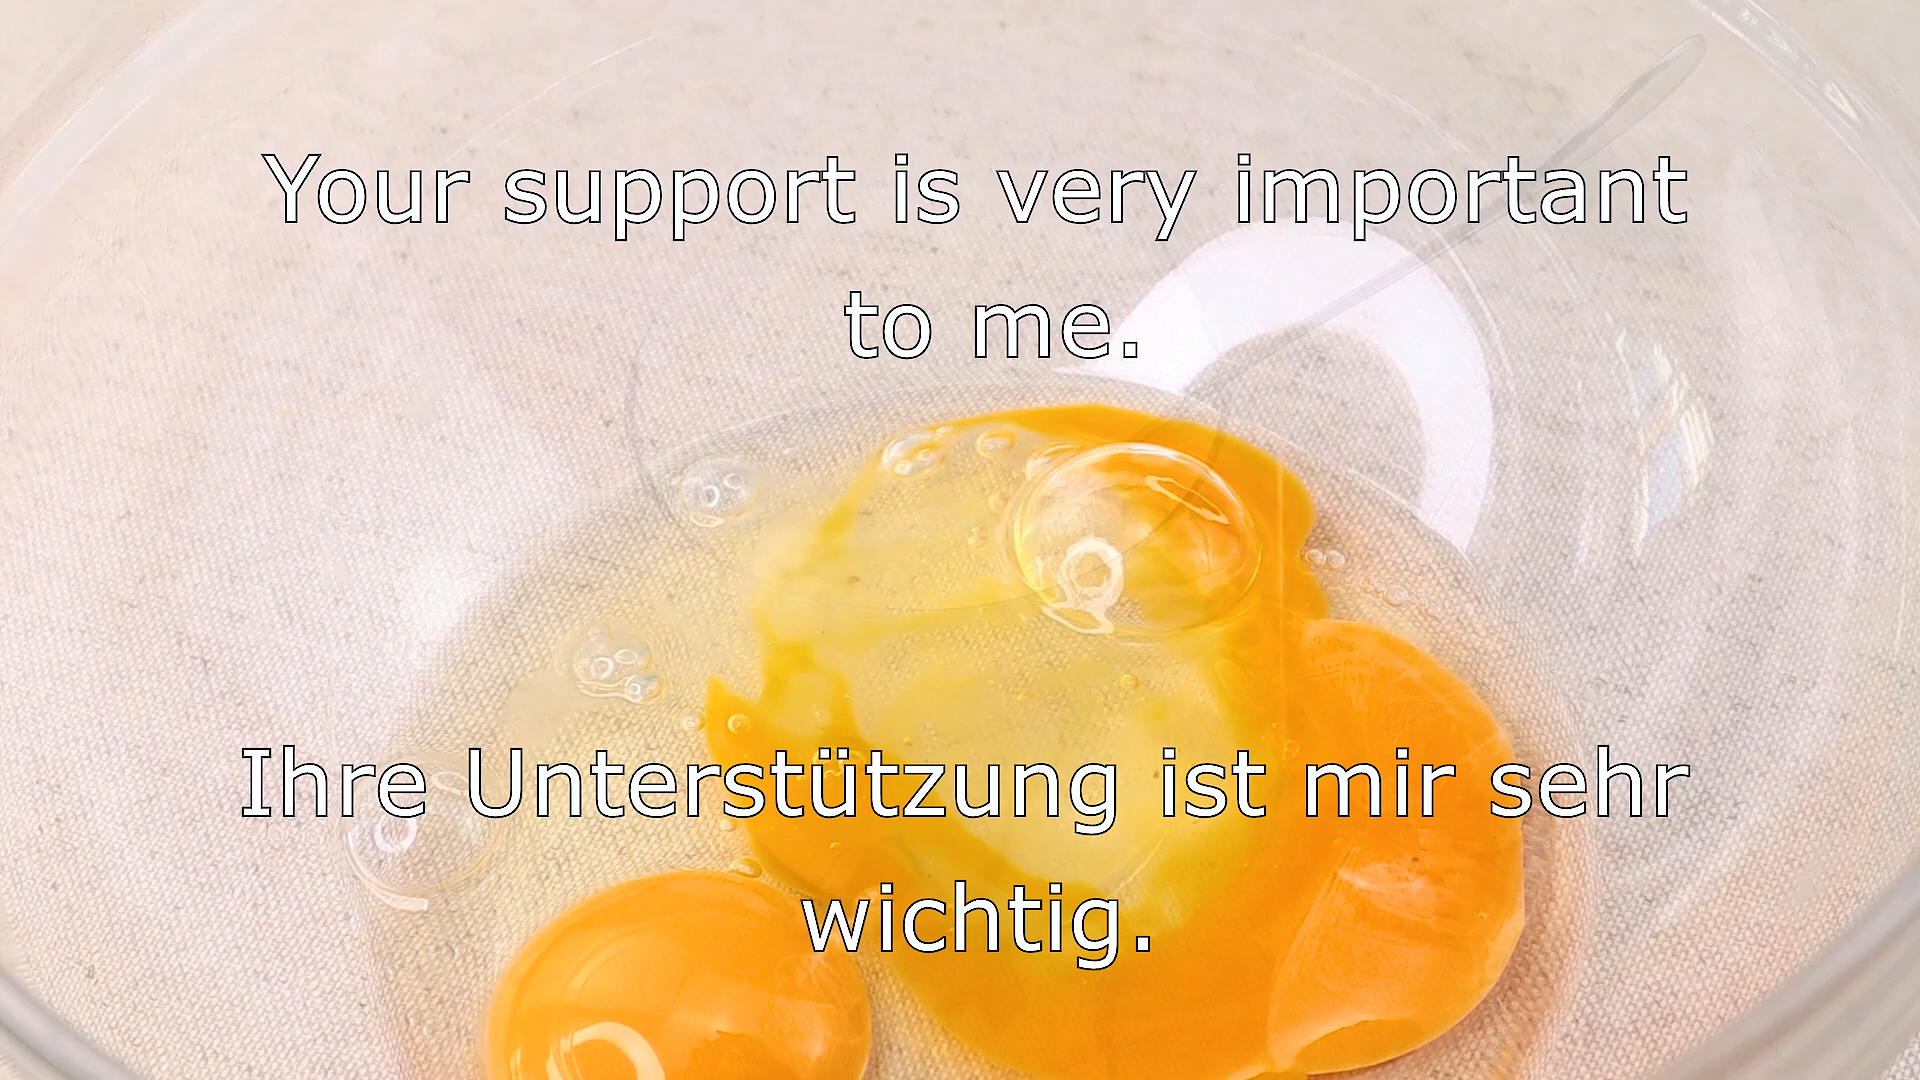 Your support is very important
to me.
Ihre Unterstützung ist mir sehr
wichtig.